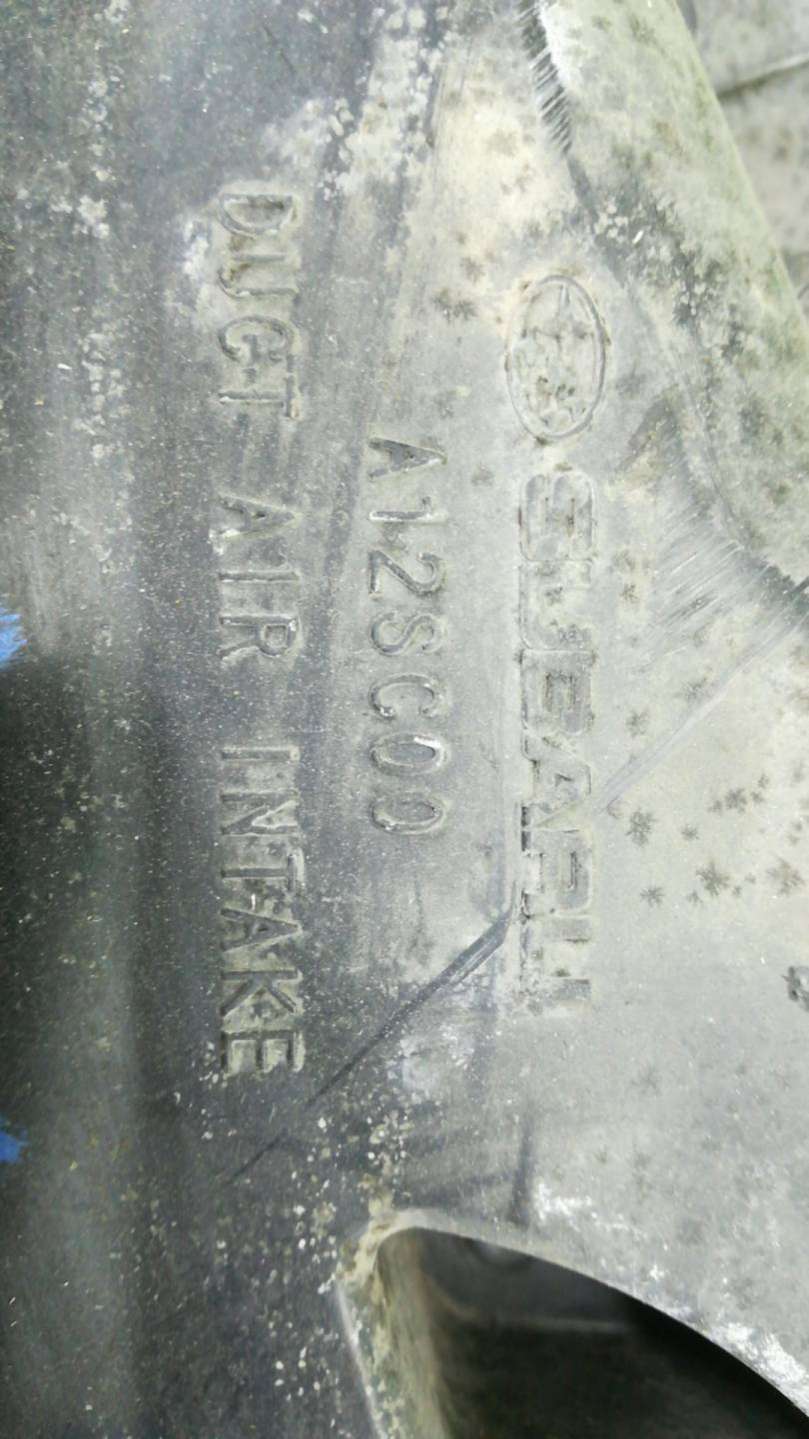 SUBARU
A12SC00
DUCT AIR INTAKE